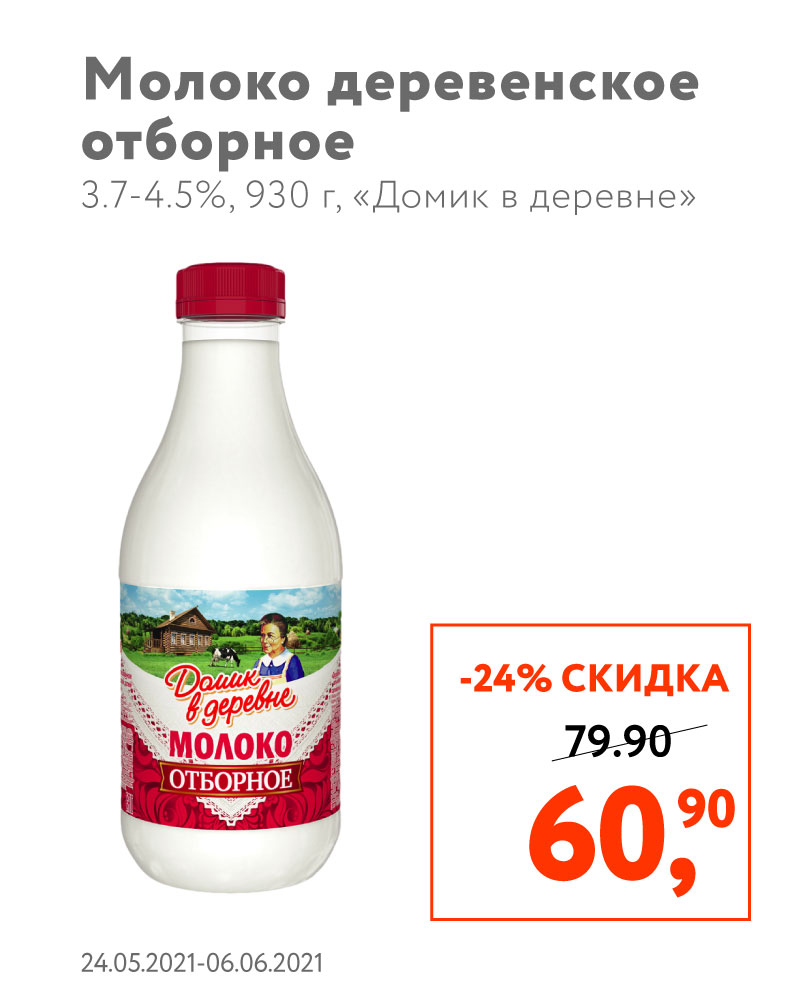 Молоко деревенское
отборное
3.7-4.5%, 930 г, «Домик в деревне»
Домик
в деревне
МОЛОКО
ОТБОРНОЕ
-24% СКИДКА
79.90
60,90
24.05.2021-06.06.2021